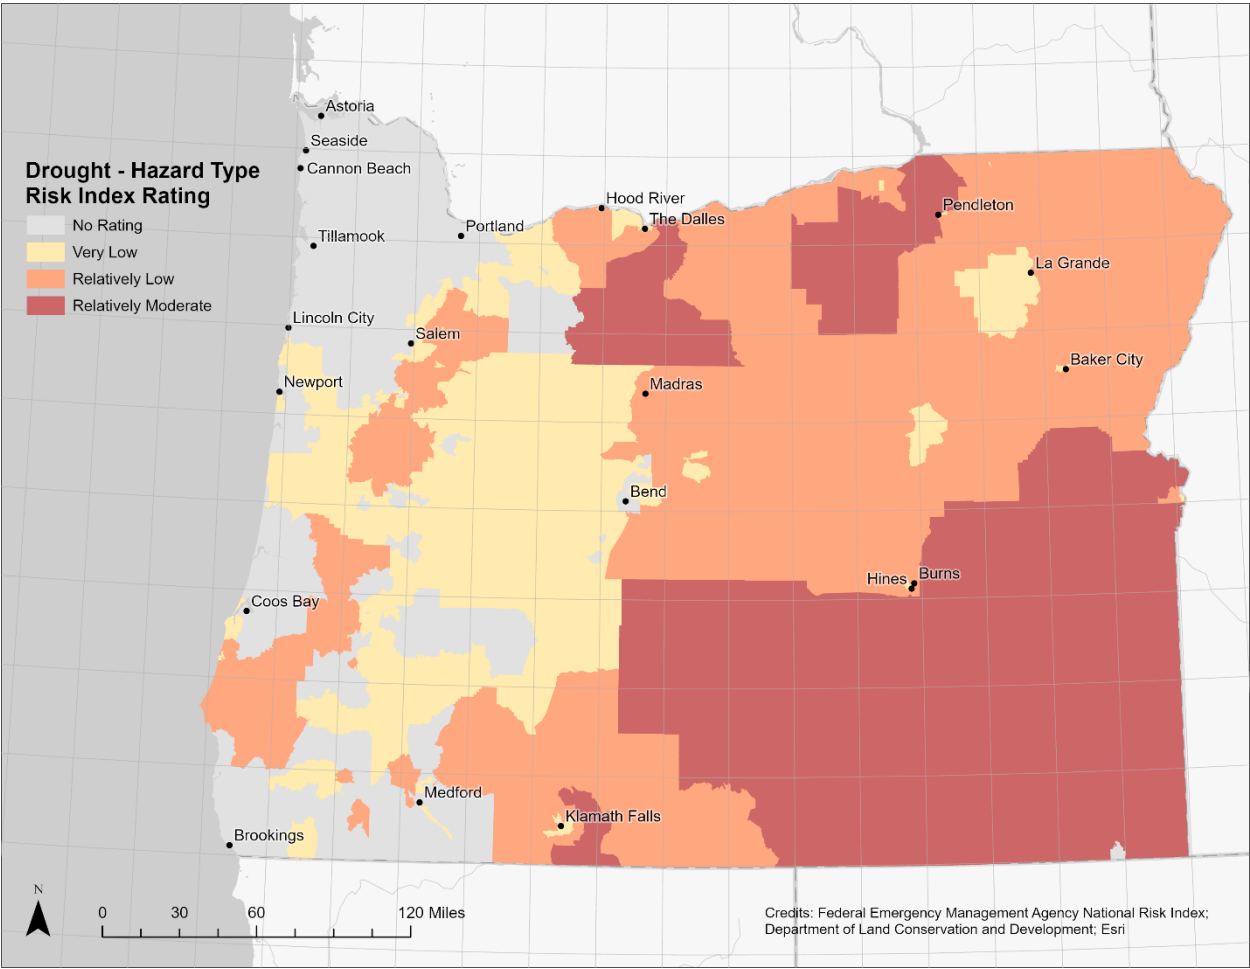 Astoria
Seaside
Cannon Beach
Drought - Hazard Type
Risk Index Rating
No Rating
Very Low
Relatively Low
Relatively Moderate
Hood River
The Dalles
Pendleton
Portland
Tillamook
La Grande
Lincoln City
Salem
Baker City
Newport
Madras
Bend
Hines
Burns
Coos Bay
Medford
Klamath Falls
Brookings
N
0 30 60 120 Miles
Credits: Federal Emergency Management Agency National Risk Index;
Department of Land Conservation and Development; Esri